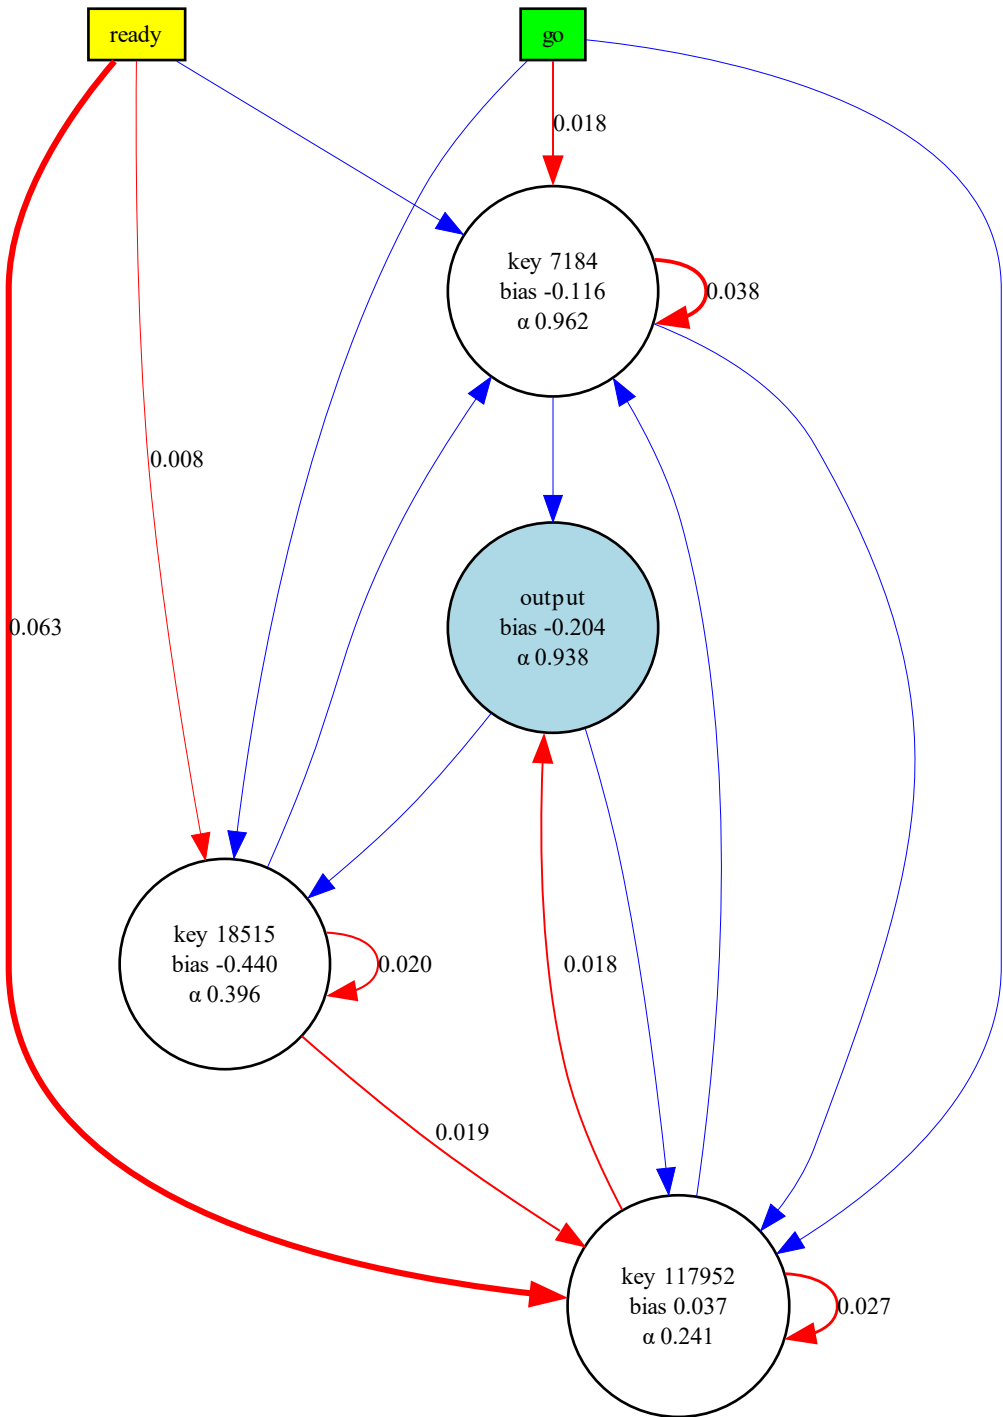 ready
go
0.018
key 7184
bias -0.116
α 0.962
0.038
0.008
output
bias -0.204
α 0.938
0.063
key 18515
bias -0.440
α 0.396
0.020
0.018
0.019
key 117952
bias 0.037
α 0.241
0.027